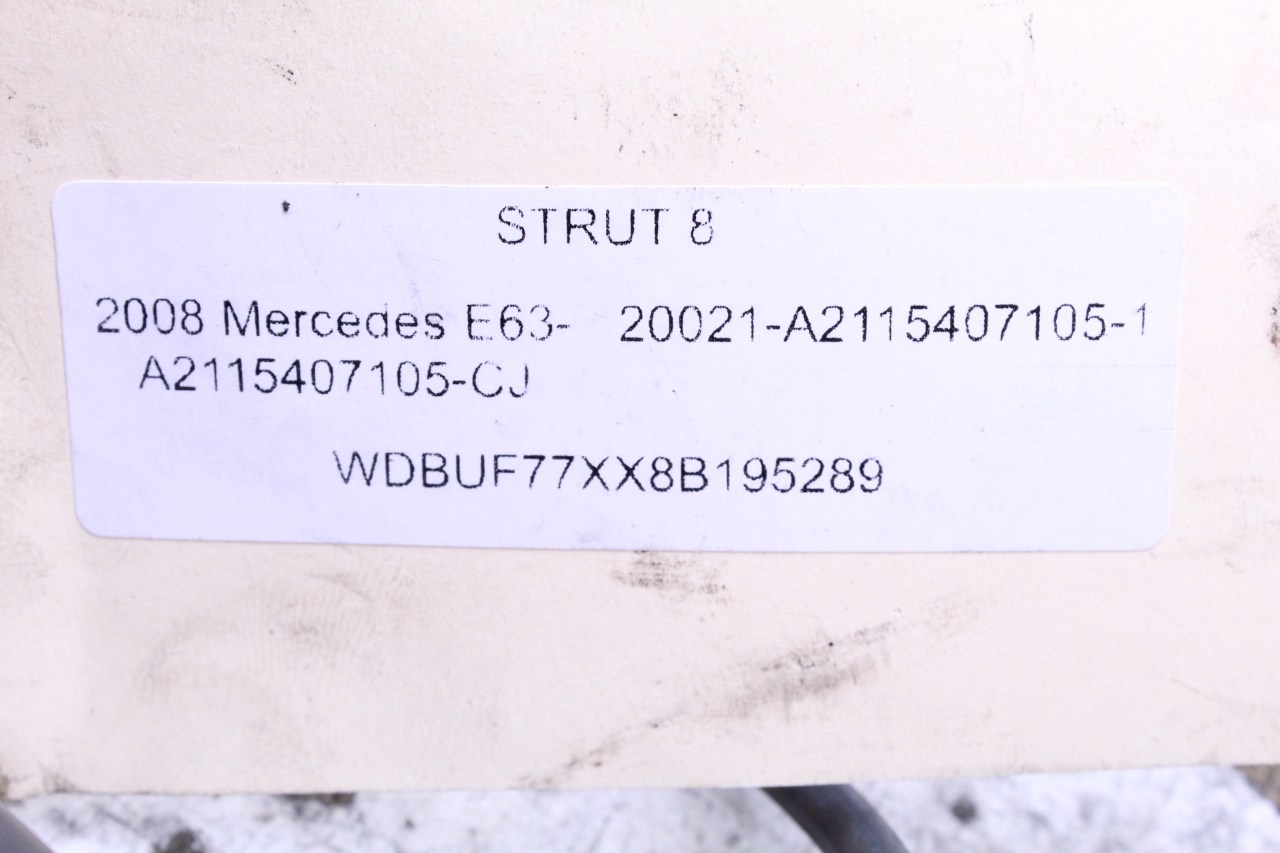 STRUT 8
2008 Mercedes E63- 20021-A2115407105-1
A2115407105-CJ
WDBUF77XX8B195289